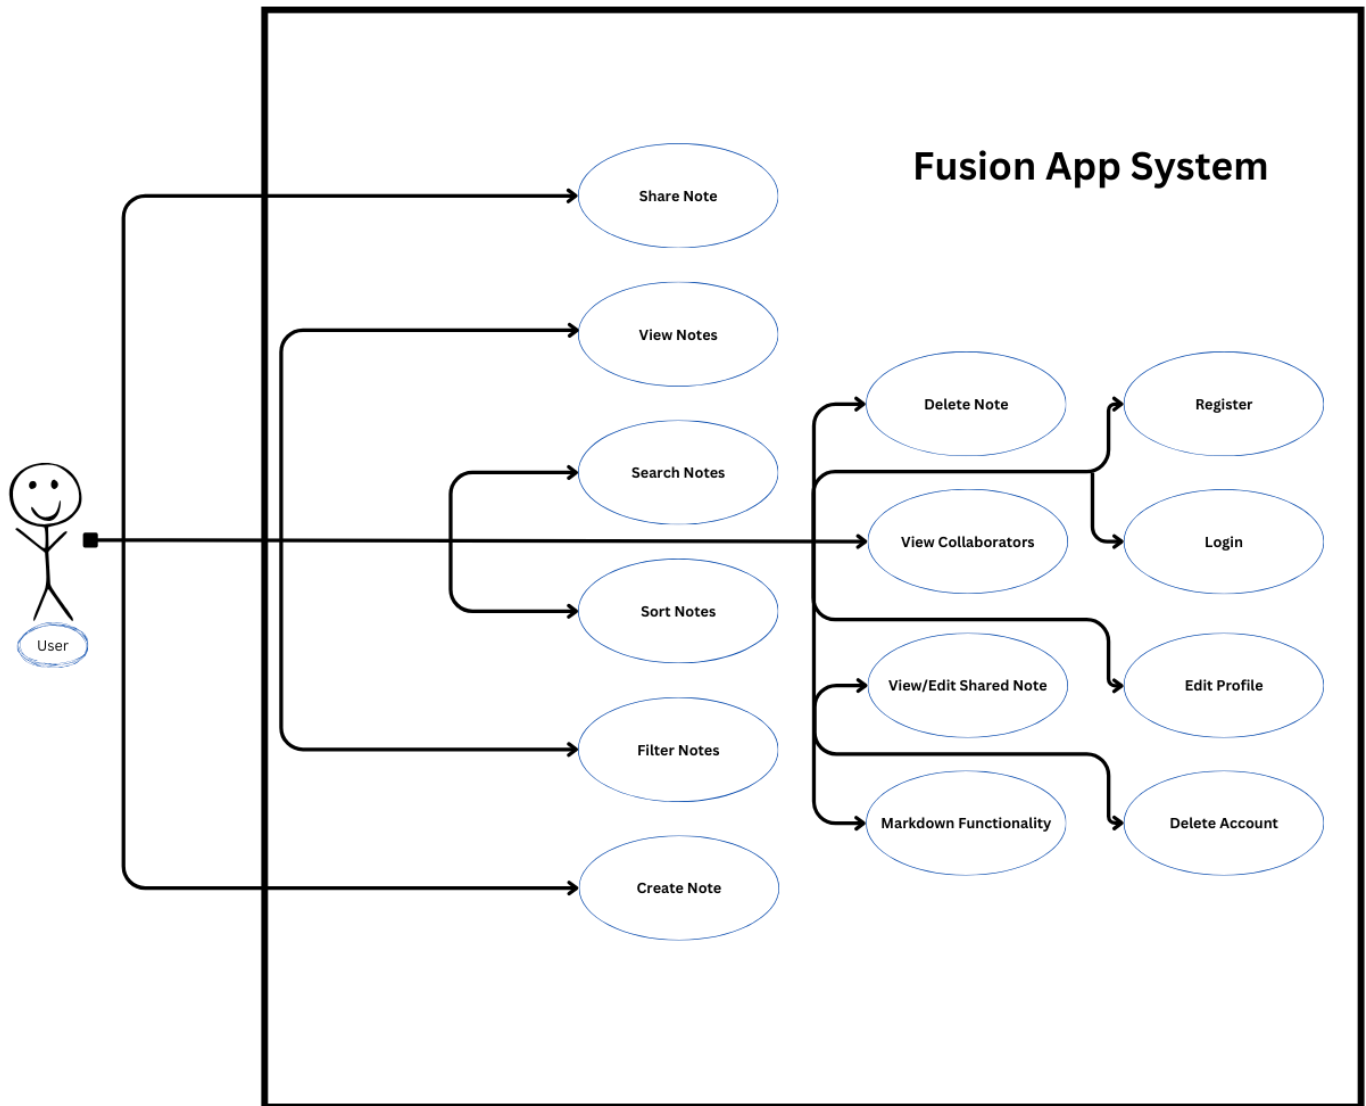 Fusion App System
Share Note
View Notes
Search Notes
Sort Notes
Filter Notes
Create Note
Delete Note
View Collaborators
View/Edit Shared Note
Markdown Functionality
Register
Login
Edit Profile
Delete Account
User